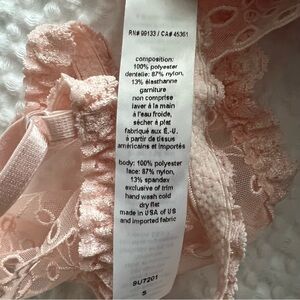 RN# 99133 / CA# 45361
composition:
100% polyester
dentelle: 87% nylon,
13% élasthanne
garniture
non comprise
laver à la main
à l'eau froide,
sécher à plat
fabriqué aux É.-U.
à partir de tissus
américains et importés
body: 100% polyester
lace: 87% nylon,
13% spandex
exclusive of trim
hand wash cold
dry flat
made in USA of US
and imported fabric
SU7201
S